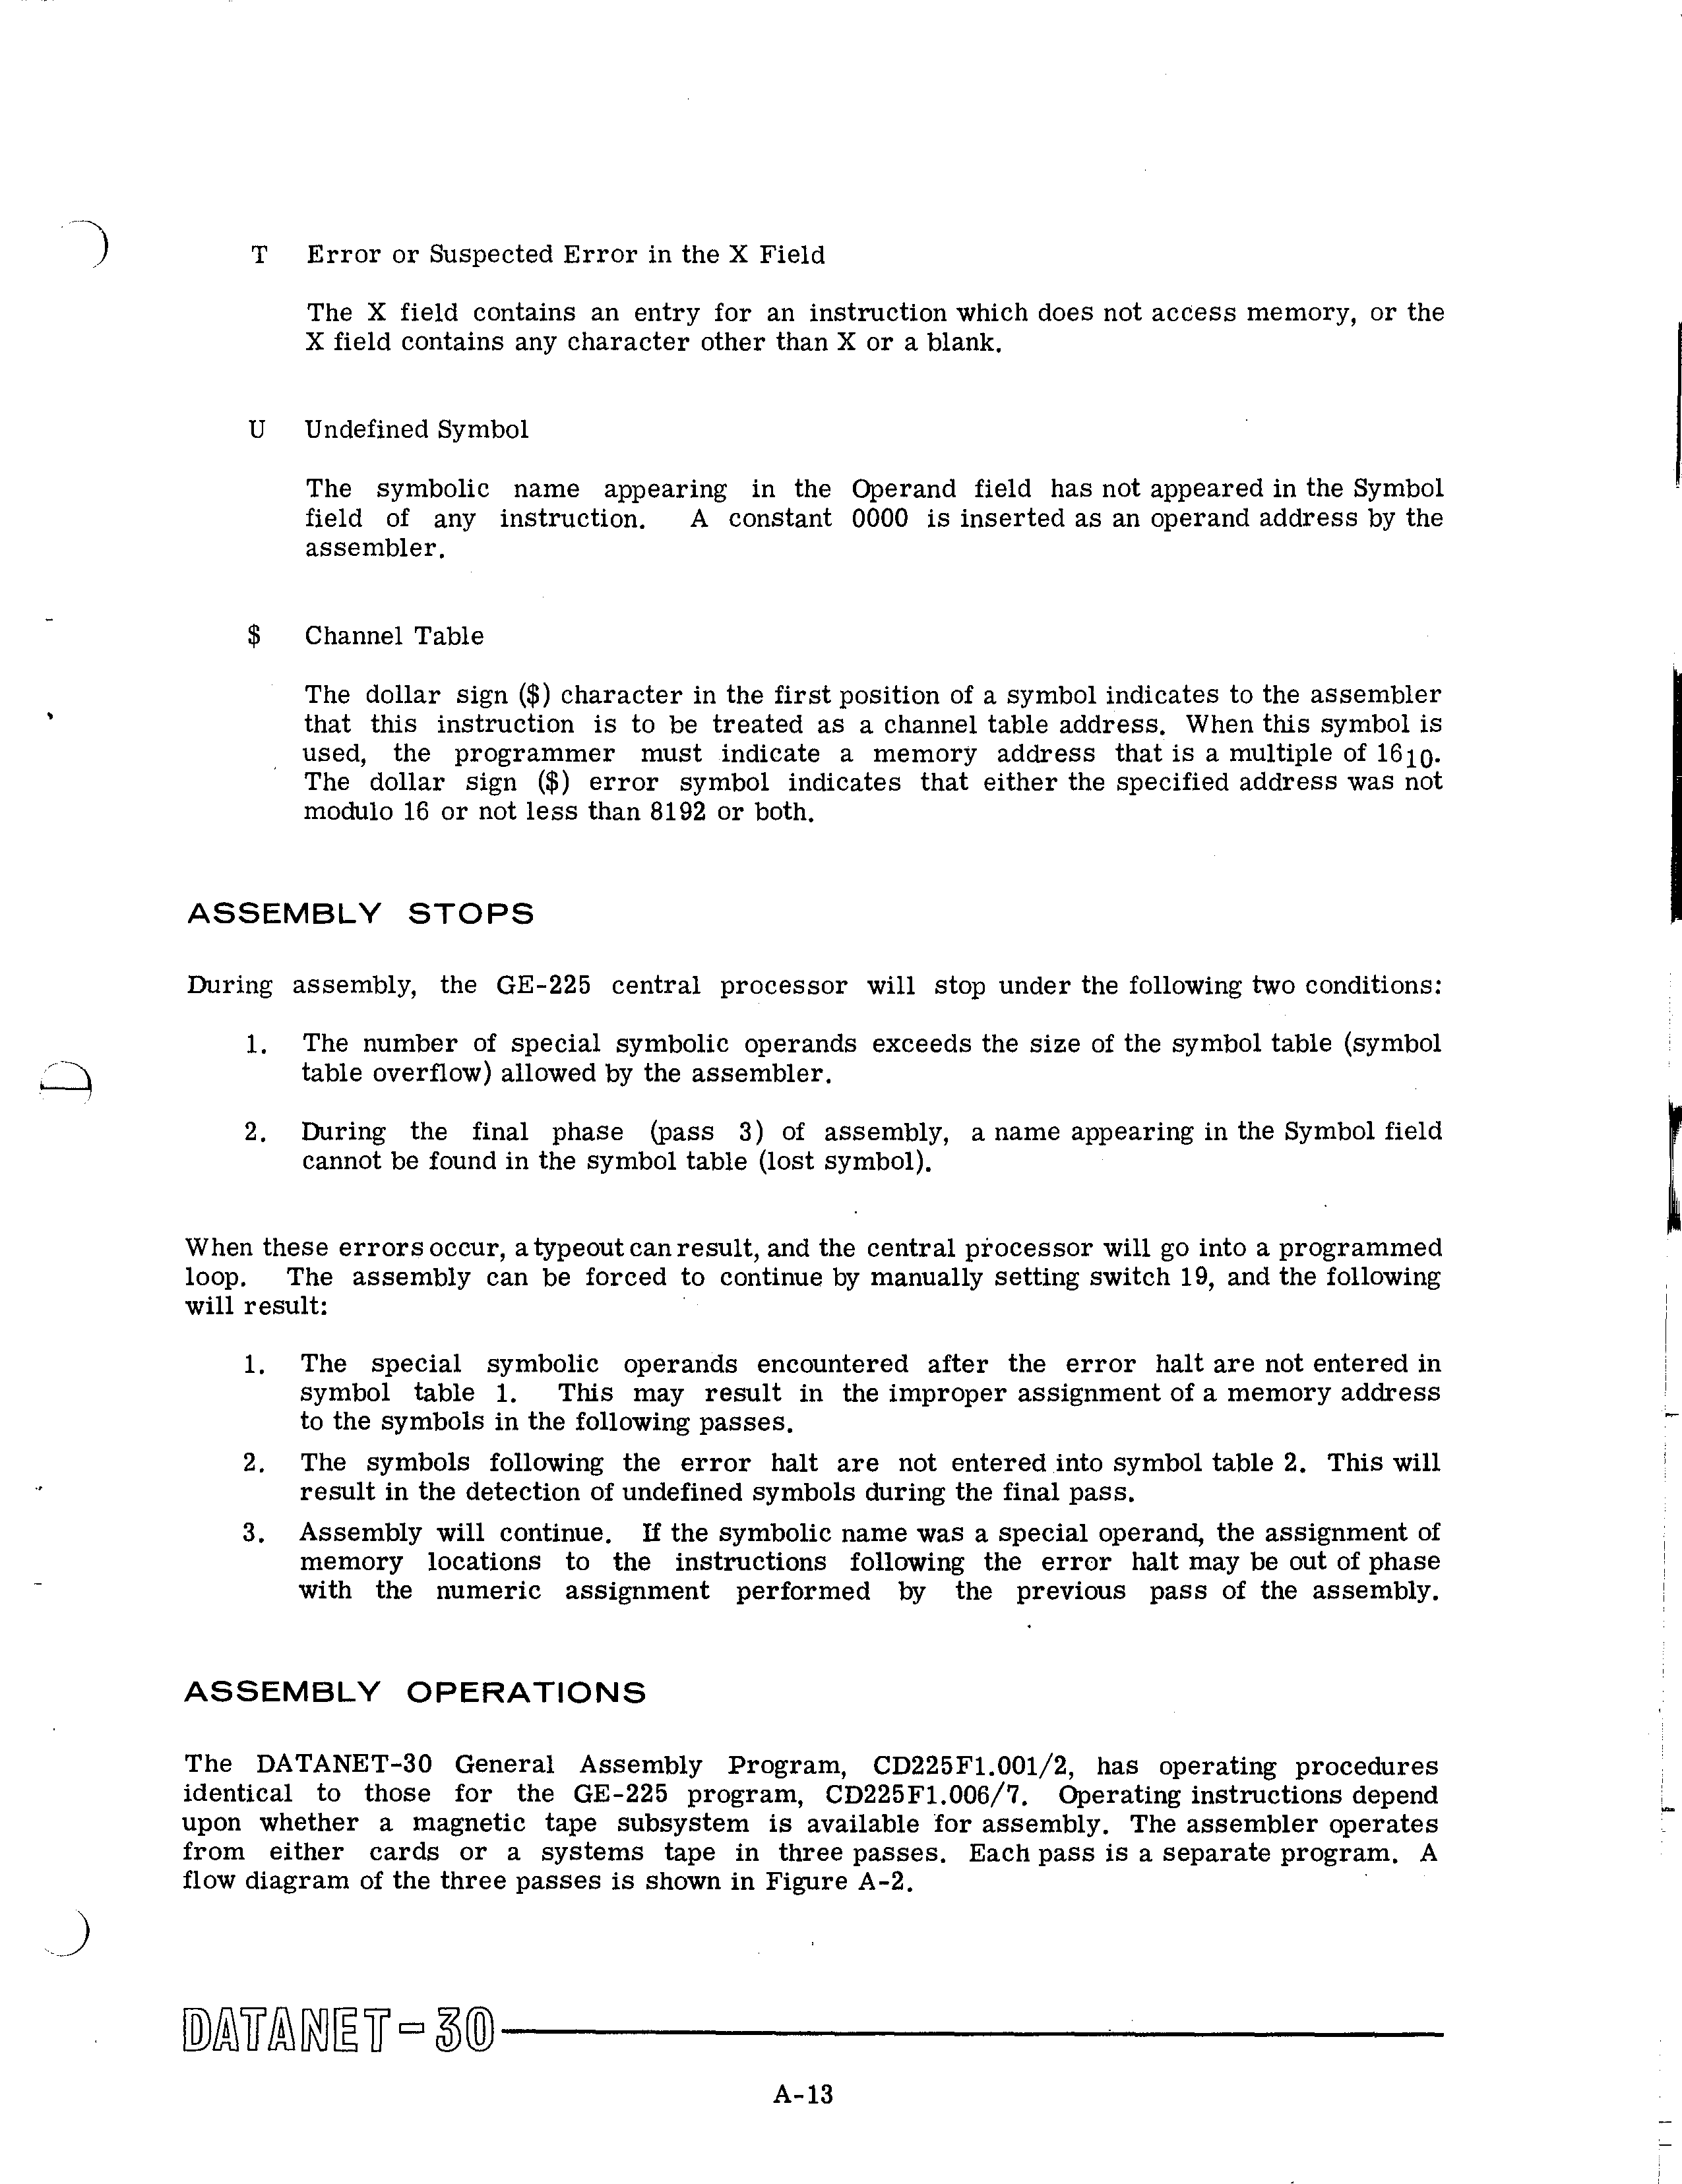 T Error or Suspected Error in the X Field
The X field contains an entry for an instruction which does not access memory, or the
X field contains any character other than X or a blank.
U Undefined Symbol
The symbolic name appearing in the Operand field has not appeared in the Symbol
field of any instruction. A constant 0000 is inserted as an operand address by the
assembler.
$ Channel Table
The dollar sign ($) character in the first position of a symbol indicates to the assembler
that this instruction is to be treated as a channel table address. When this symbol is
used, the programmer must indicate a memory address that is a multiple of 16₁₀.
The dollar sign ($) error symbol indicates that either the specified address was not
modulo 16 or not less than 8192 or both.
ASSEMBLY STOPS
During assembly, the GE-225 central processor will stop under the following two conditions:
1. The number of special symbolic operands exceeds the size of the symbol table (symbol
table overflow) allowed by the assembler.
2. During the final phase (pass 3) of assembly, a name appearing in the Symbol field
cannot be found in the symbol table (lost symbol).
When these errors occur, a typeout can result, and the central processor will go into a programmed
loop. The assembly can be forced to continue by manually setting switch 19, and the following
will result:
1. The special symbolic operands encountered after the error halt are not entered in
symbol table 1. This may result in the improper assignment of a memory address
to the symbols in the following passes.
2. The symbols following the error halt are not entered into symbol table 2. This will
result in the detection of undefined symbols during the final pass.
3. Assembly will continue. If the symbolic name was a special operand, the assignment of
memory locations to the instructions following the error halt may be out of phase
with the numeric assignment performed by the previous pass of the assembly.
ASSEMBLY OPERATIONS
The DATANET-30 General Assembly Program, CD225F1.001/2, has operating procedures
identical to those for the GE-225 program, CD225F1.006/7. Operating instructions depend
upon whether a magnetic tape subsystem is available for assembly. The assembler operates
from either cards or a systems tape in three passes. Each pass is a separate program. A
flow diagram of the three passes is shown in Figure A-2.
DATANET-30
A-13